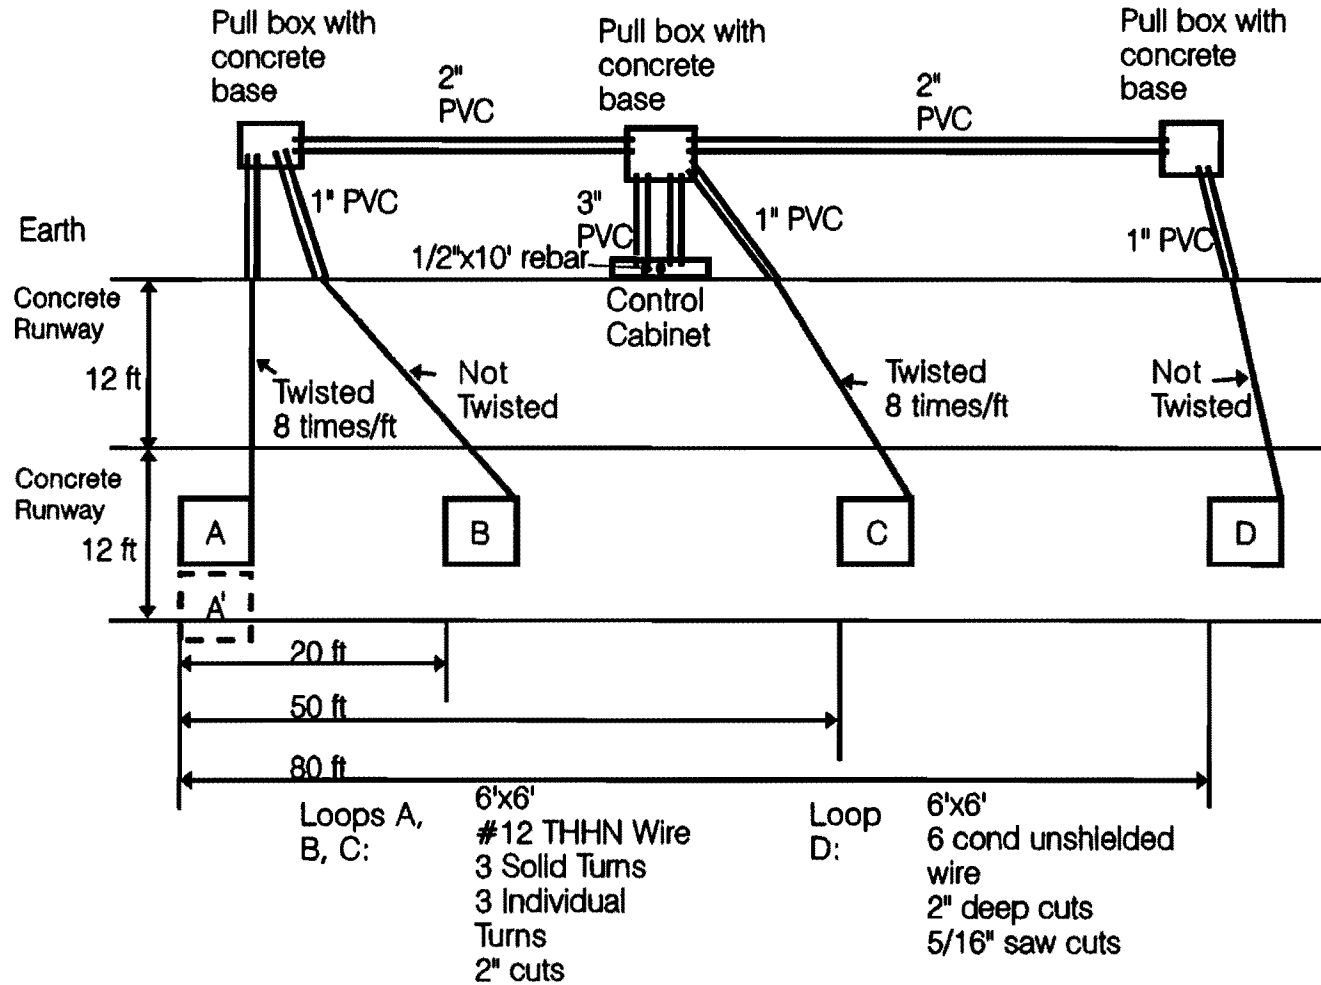 Pull box with
concrete
base
Pull box with
concrete
base
Pull box with
concrete
base
2"
PVC
2"
PVC
1" PVC
3"
PVC
1" PVC
1" PVC
Earth
1/2"x10' rebar
Control
Cabinet
Concrete
Runway
12 ft
Twisted
8 times/ft
Not
Twisted
Twisted
8 times/ft
Not
Twisted
Concrete
Runway
12 ft
A
B
C
D
A'
20 ft
50 ft
80 ft
Loops A,
B, C:
6'x6'
#12 THHN Wire
3 Solid Turns
3 Individual
Turns
2" cuts
Loop
D:
6'x6'
6 cond unshielded
wire
2" deep cuts
5/16" saw cuts